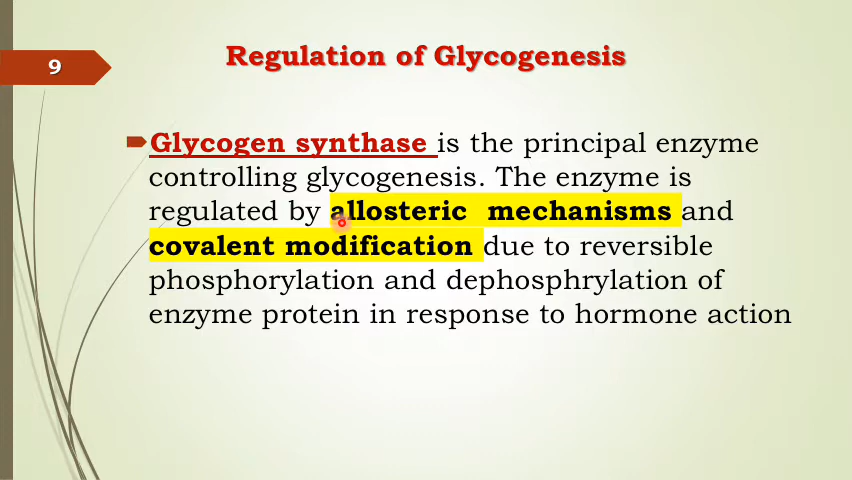 9
Regulation of Glycogenesis
Glycogen synthase is the principal enzyme
controlling glycogenesis. The enzyme is
regulated by allosteric mechanisms and
covalent modification due to reversible
phosphorylation and dephosphrylation of
enzyme protein in response to hormone action